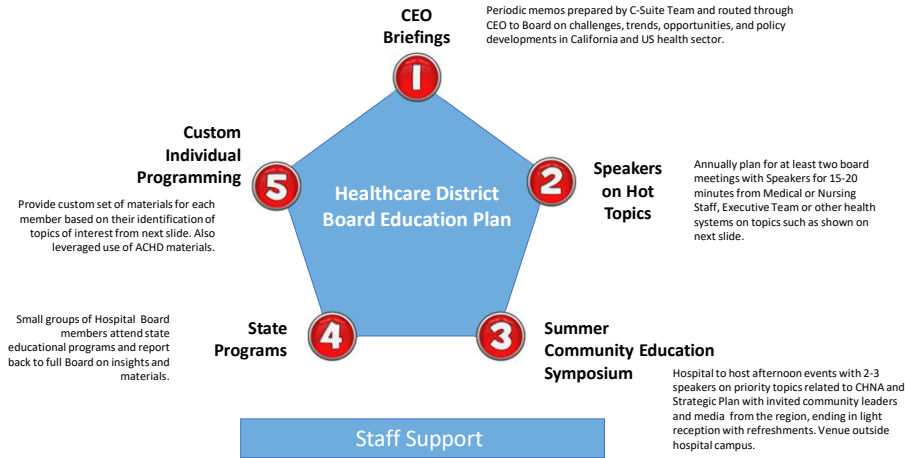 CEO
Briefings
Periodic memos prepared by C-Suite Team and routed through
CEO to Board on challenges, trends, opportunities, and policy
developments in California and US health sector.
1
Custom
Individual
Programming
5
Provide custom set of materials for each
member based on their identification of
topics of interest from next slide. Also
leveraged use of ACHD materials.
Healthcare District
Board Education Plan
2
Speakers
on Hot
Topics
Annually plan for at least two board
meetings with Speakers for 15-20
minutes from Medical or Nursing
Staff, Executive Team or other health
systems on topics such as shown on
next slide.
Small groups of Hospital Board
members attend state
educational programs and report
back to full Board on insights and
materials.
State
Programs
4
3
Summer
Community Education
Symposium
Hospital to host afternoon events with 2-3
speakers on priority topics related to CHNA and
Strategic Plan with invited community leaders
and media from the region, ending in light
reception with refreshments. Venue outside
hospital campus.
Staff Support